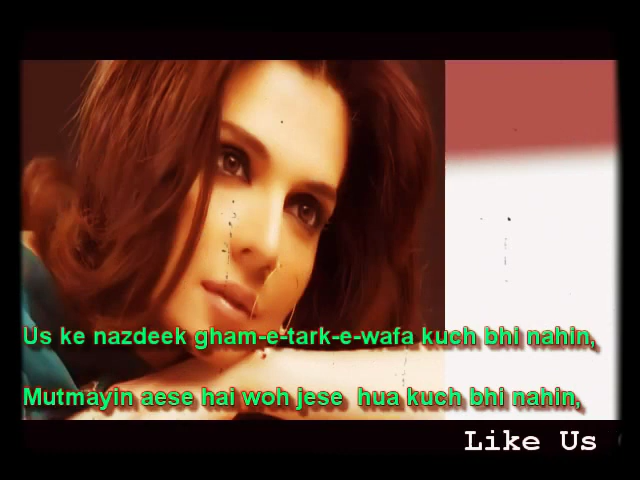 Us ke nazdeek gham-e-tark-e-wafa kuch bhi nahin,
Mutmayin aese hai woh jese hua kuch bhi nahin,
Like Us